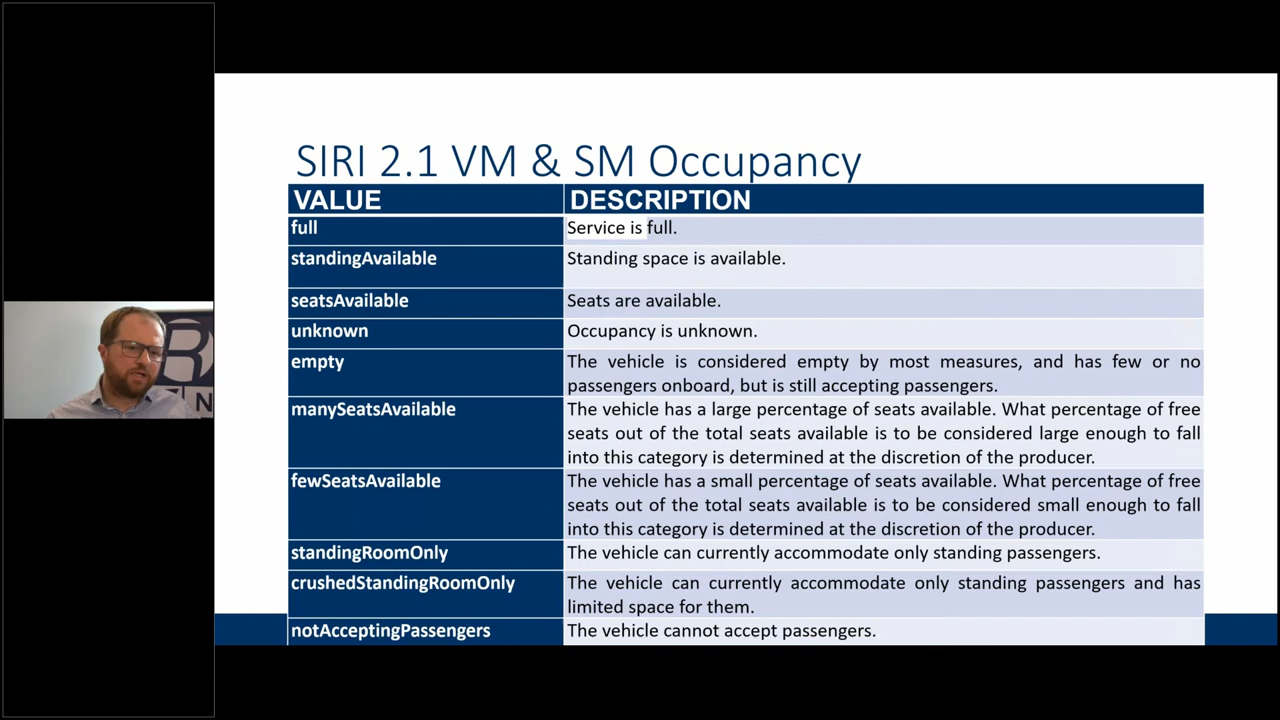 SIRI 2.1 VM & SM Occupancy
VALUE DESCRIPTION
full Service is full.
standingAvailable Standing space is available.
seatsAvailable Seats are available.
unknown Occupancy is unknown.
empty The vehicle is considered empty by most measures, and has few or no
passengers onboard, but is still accepting passengers.
manySeatsAvailable The vehicle has a large percentage of seats available. What percentage of free
seats out of the total seats available is to be considered large enough to fall
into this category is determined at the discretion of the producer.
fewSeatsAvailable The vehicle has a small percentage of seats available. What percentage of free
seats out of the total seats available is to be considered small enough to fall
into this category is determined at the discretion of the producer.
standingRoomOnly The vehicle can currently accommodate only standing passengers.
crushedStandingRoomOnly The vehicle can currently accommodate only standing passengers and has
limited space for them.
notAcceptingPassengers The vehicle cannot accept passengers.